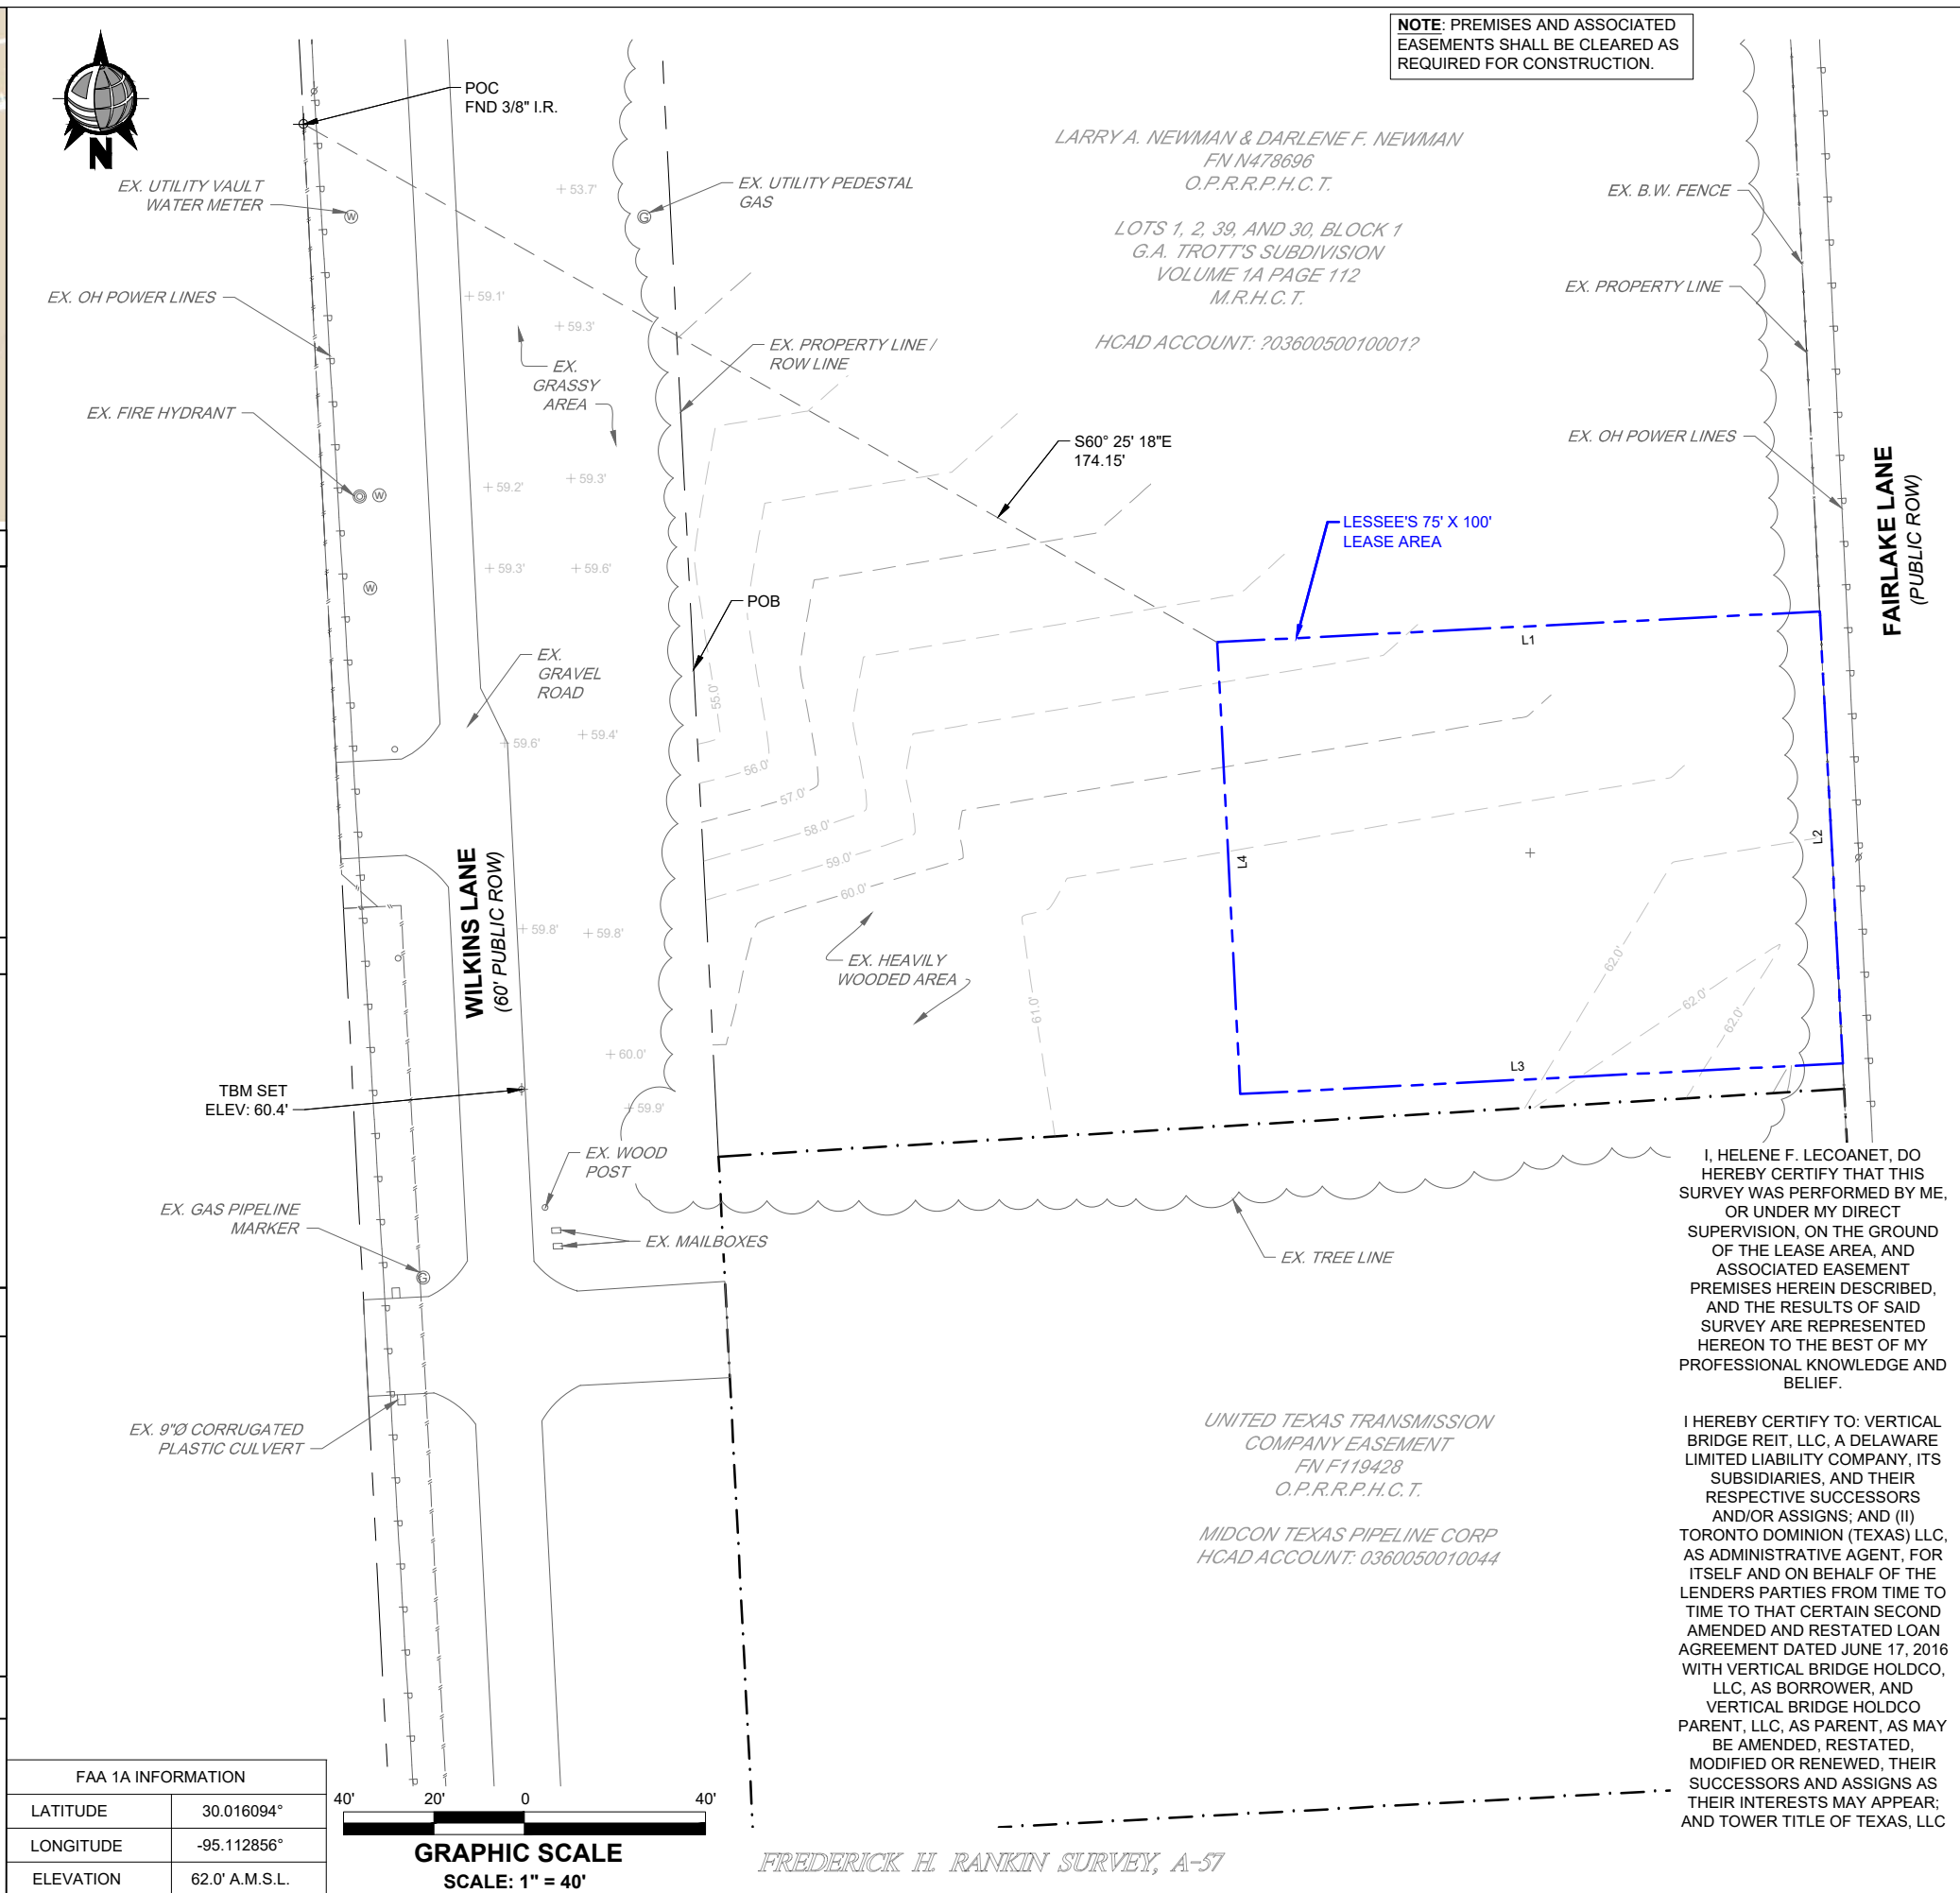 NOTE: PREMISES AND ASSOCIATED
EASEMENTS SHALL BE CLEARED AS
REQUIRED FOR CONSTRUCTION.
N
POC
FND 3/8" I.R.
EX. UTILITY VAULT
WATER METER
W
+ 53.7'
EX. UTILITY PEDESTAL
GAS
G
LARRY A. NEWMAN & DARLENE F. NEWMAN
FN N478696
O.P.R.R.P.H.C.T.
LOTS 1, 2, 39, AND 30, BLOCK 1
G.A. TROTT'S SUBDIVISION
VOLUME 1A PAGE 112
M.R.H.C.T.
HCAD ACCOUNT: ?0360050010001?
EX. B.W. FENCE
EX. PROPERTY LINE
EX. OH POWER LINES
+ 59.1'
+ 59.3'
EX. OH POWER LINES
EX.
GRASSY
AREA
EX. PROPERTY LINE /
ROW LINE
EX. FIRE HYDRANT
W
+ 59.2'
+ 59.3'
S60° 25' 18"E
174.15'
FAIRLAKE LANE
(PUBLIC ROW)
LESSEE'S 75' X 100'
LEASE AREA
W
+ 59.3'
+ 59.6'
POB
L1
EX.
GRAVEL
ROAD
55.0'
+ 59.6'
+ 59.4'
56.0'
57.0'
58.0'
59.0'
60.0'
L4
L2
WILKINS LANE
(60' PUBLIC ROW)
+ 59.8'
+ 59.8'
EX. HEAVILY
WOODED AREA
61.0'
62.0'
62.0'
62.0'
+ 60.0'
L3
TBM SET
ELEV: 60.4'
+ 59.9'
EX. WOOD
POST
EX. GAS PIPELINE
MARKER
G
EX. MAILBOXES
EX. TREE LINE
EX. 9"Ø CORRUGATED
PLASTIC CULVERT
UNITED TEXAS TRANSMISSION
COMPANY EASEMENT
FN F119428
O.P.R.R.P.H.C.T.
MIDCON TEXAS PIPELINE CORP
HCAD ACCOUNT: 0360050010044
I, HELENE F. LECOANET, DO
HEREBY CERTIFY THAT THIS
SURVEY WAS PERFORMED BY ME,
OR UNDER MY DIRECT
SUPERVISION, ON THE GROUND
OF THE LEASE AREA, AND
ASSOCIATED EASEMENT
PREMISES HEREIN DESCRIBED,
AND THE RESULTS OF SAID
SURVEY ARE REPRESENTED
HEREON TO THE BEST OF MY
PROFESSIONAL KNOWLEDGE AND
BELIEF.
I HEREBY CERTIFY TO: VERTICAL
BRIDGE REIT, LLC, A DELAWARE
LIMITED LIABILITY COMPANY, ITS
SUBSIDIARIES, AND THEIR
RESPECTIVE SUCCESSORS
AND/OR ASSIGNS; AND (II)
TORONTO DOMINION (TEXAS) LLC,
AS ADMINISTRATIVE AGENT, FOR
ITSELF AND ON BEHALF OF THE
LENDERS PARTIES FROM TIME TO
TIME TO THAT CERTAIN SECOND
AMENDED AND RESTATED LOAN
AGREEMENT DATED JUNE 17, 2016
WITH VERTICAL BRIDGE HOLDCO,
LLC, AS BORROWER, AND
VERTICAL BRIDGE HOLDCO
PARENT, LLC, AS PARENT, AS MAY
BE AMENDED, RESTATED,
MODIFIED OR RENEWED, THEIR
SUCCESSORS AND ASSIGNS AS
THEIR INTERESTS MAY APPEAR;
AND TOWER TITLE OF TEXAS, LLC
FAA 1A INFORMATION
LATITUDE 30.016094°
LONGITUDE -95.112856°
ELEVATION 62.0' A.M.S.L.
40' 20' 0 40'
GRAPHIC SCALE
SCALE: 1" = 40'
FREDERICK H. RANKIN SURVEY, A-57